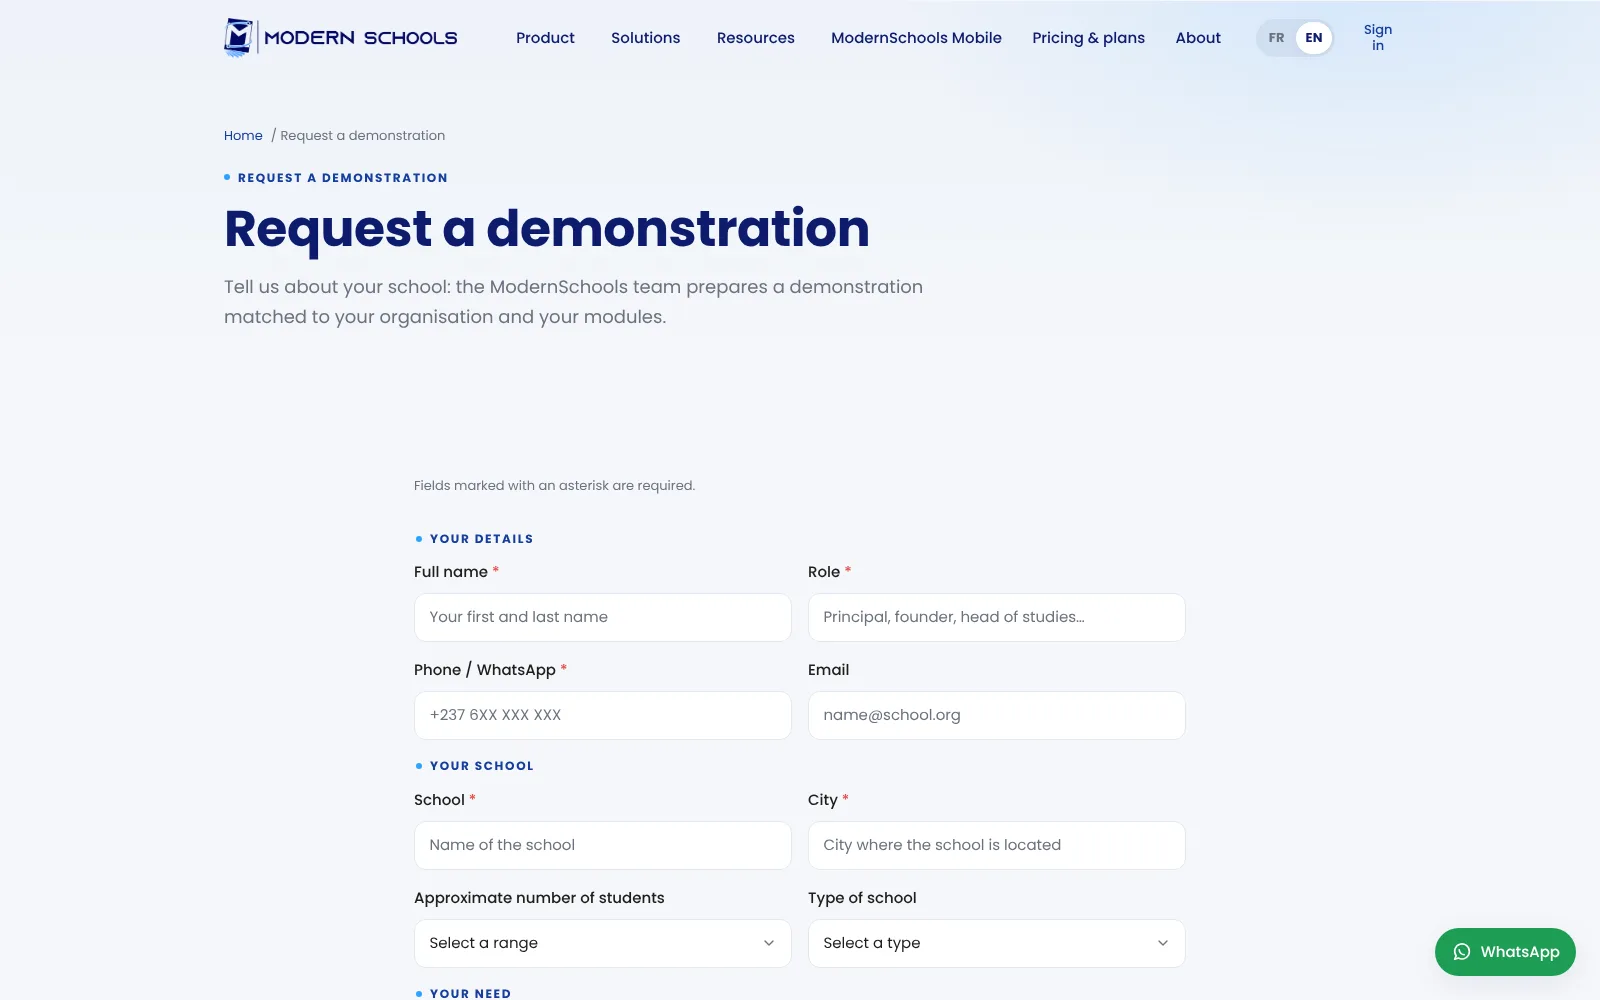 MODERN SCHOOLS
Product
Solutions
Resources
ModernSchools Mobile
Pricing & plans
About
FR
EN
Sign
in
Home / Request a demonstration
REQUEST A DEMONSTRATION
Request a demonstration
Tell us about your school: the ModernSchools team prepares a demonstration
matched to your organisation and your modules.
Fields marked with an asterisk are required.
YOUR DETAILS
Full name *
Role *
Your first and last name
Principal, founder, head of studies...
Phone / WhatsApp *
Email
+237 6XX XXX XXX
name@school.org
YOUR SCHOOL
School *
City *
Name of the school
City where the school is located
Approximate number of students
Type of school
Select a range
Select a type
WhatsApp
YOUR NEED